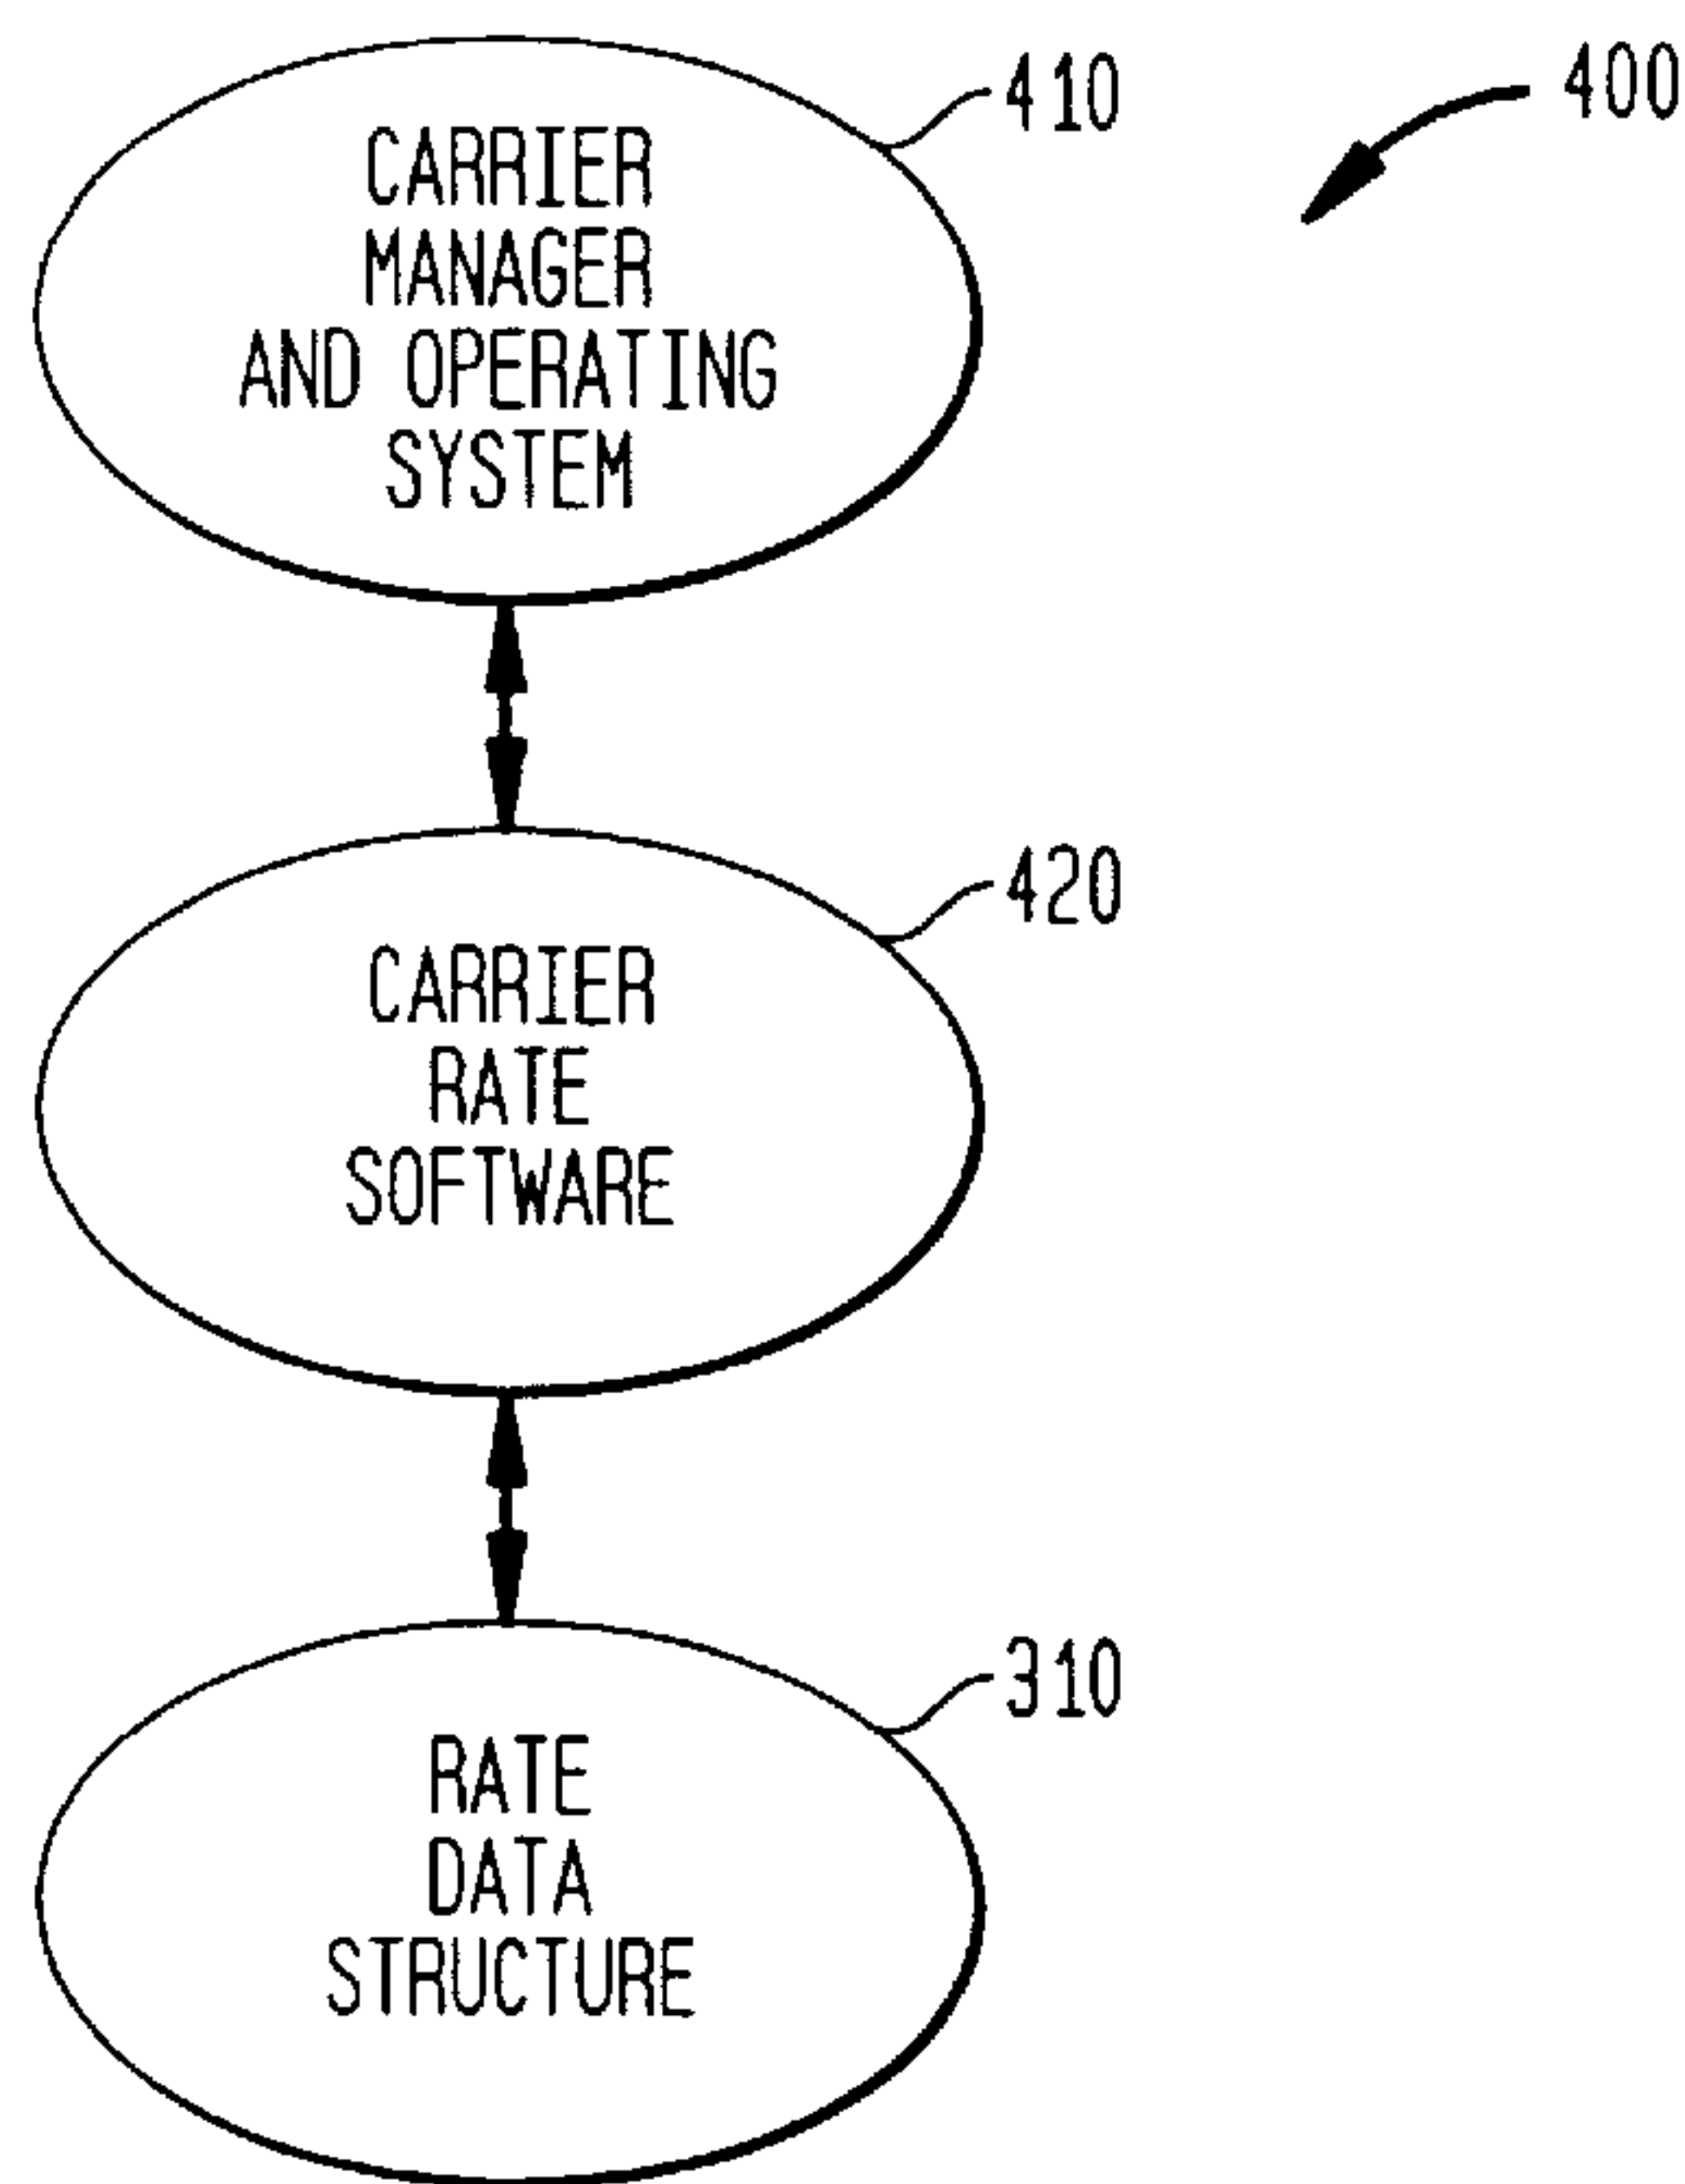 410
400
CARRIER
MANAGER
AND OPERATING
SYSTEM
420
CARRIER
RATE
SOFTWARE
310
RATE
DATA
STRUCTURE